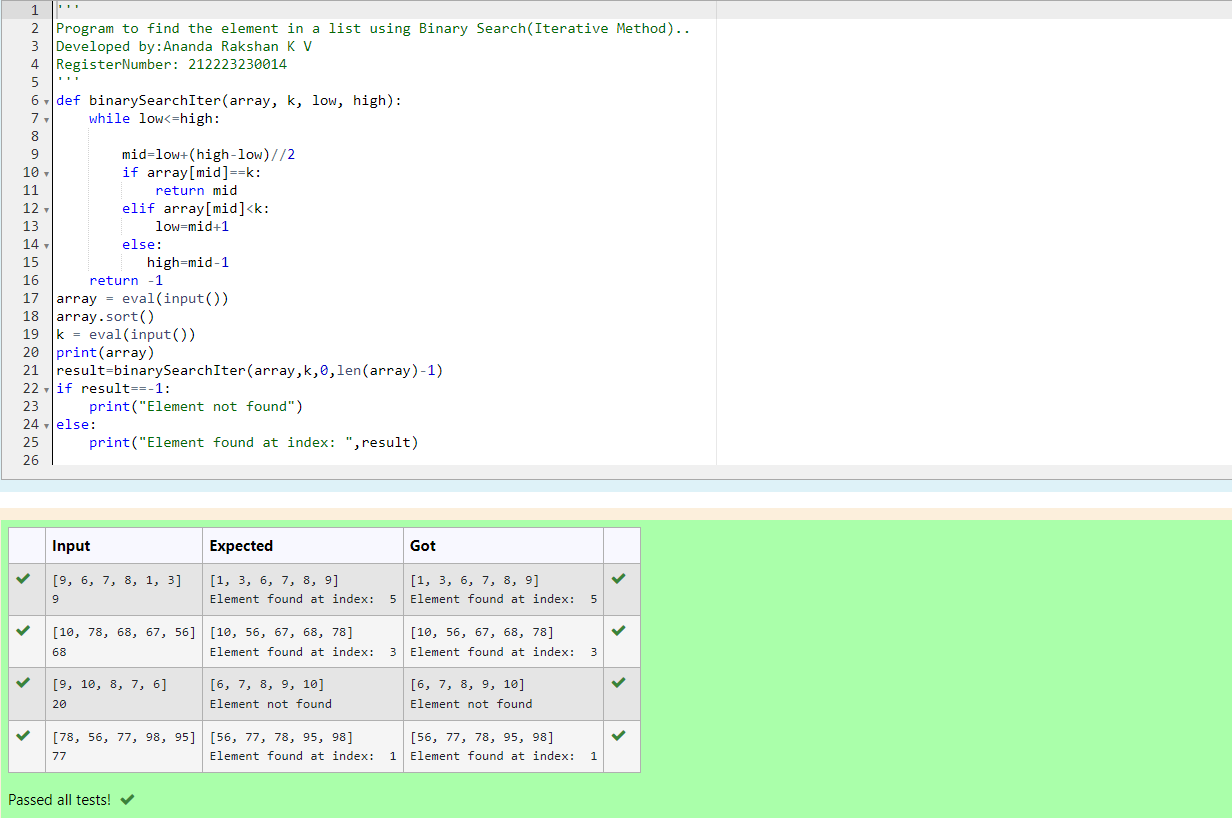 1 '''
2 Program to find the element in a list using Binary Search(Iterative Method)..
3 Developed by:Ananda Rakshan K V
4 RegisterNumber: 212223230014
5 '''
6 def binarySearchIter(array, k, low, high):
7     while low<=high:
8
9         mid=low+(high-low)//2
10         if array[mid]==k:
11             return mid
12         elif array[mid]<k:
13             low=mid+1
14         else:
15            high=mid-1
16     return -1
17 array = eval(input())
18 array.sort()
19 k = eval(input())
20 print(array)
21 result=binarySearchIter(array,k,0,len(array)-1)
22 if result==-1:
23     print("Element not found")
24 else:
25     print("Element found at index: ",result)
26
Input Expected Got
[9, 6, 7, 8, 1, 3] [1, 3, 6, 7, 8, 9] [1, 3, 6, 7, 8, 9]
9 Element found at index:  5 Element found at index:  5
[10, 78, 68, 67, 56] [10, 56, 67, 68, 78] [10, 56, 67, 68, 78]
68 Element found at index:  3 Element found at index:  3
[9, 10, 8, 7, 6] [6, 7, 8, 9, 10] [6, 7, 8, 9, 10]
20 Element not found Element not found
[78, 56, 77, 98, 95] [56, 77, 78, 95, 98] [56, 77, 78, 95, 98]
77 Element found at index:  1 Element found at index:  1
Passed all tests!